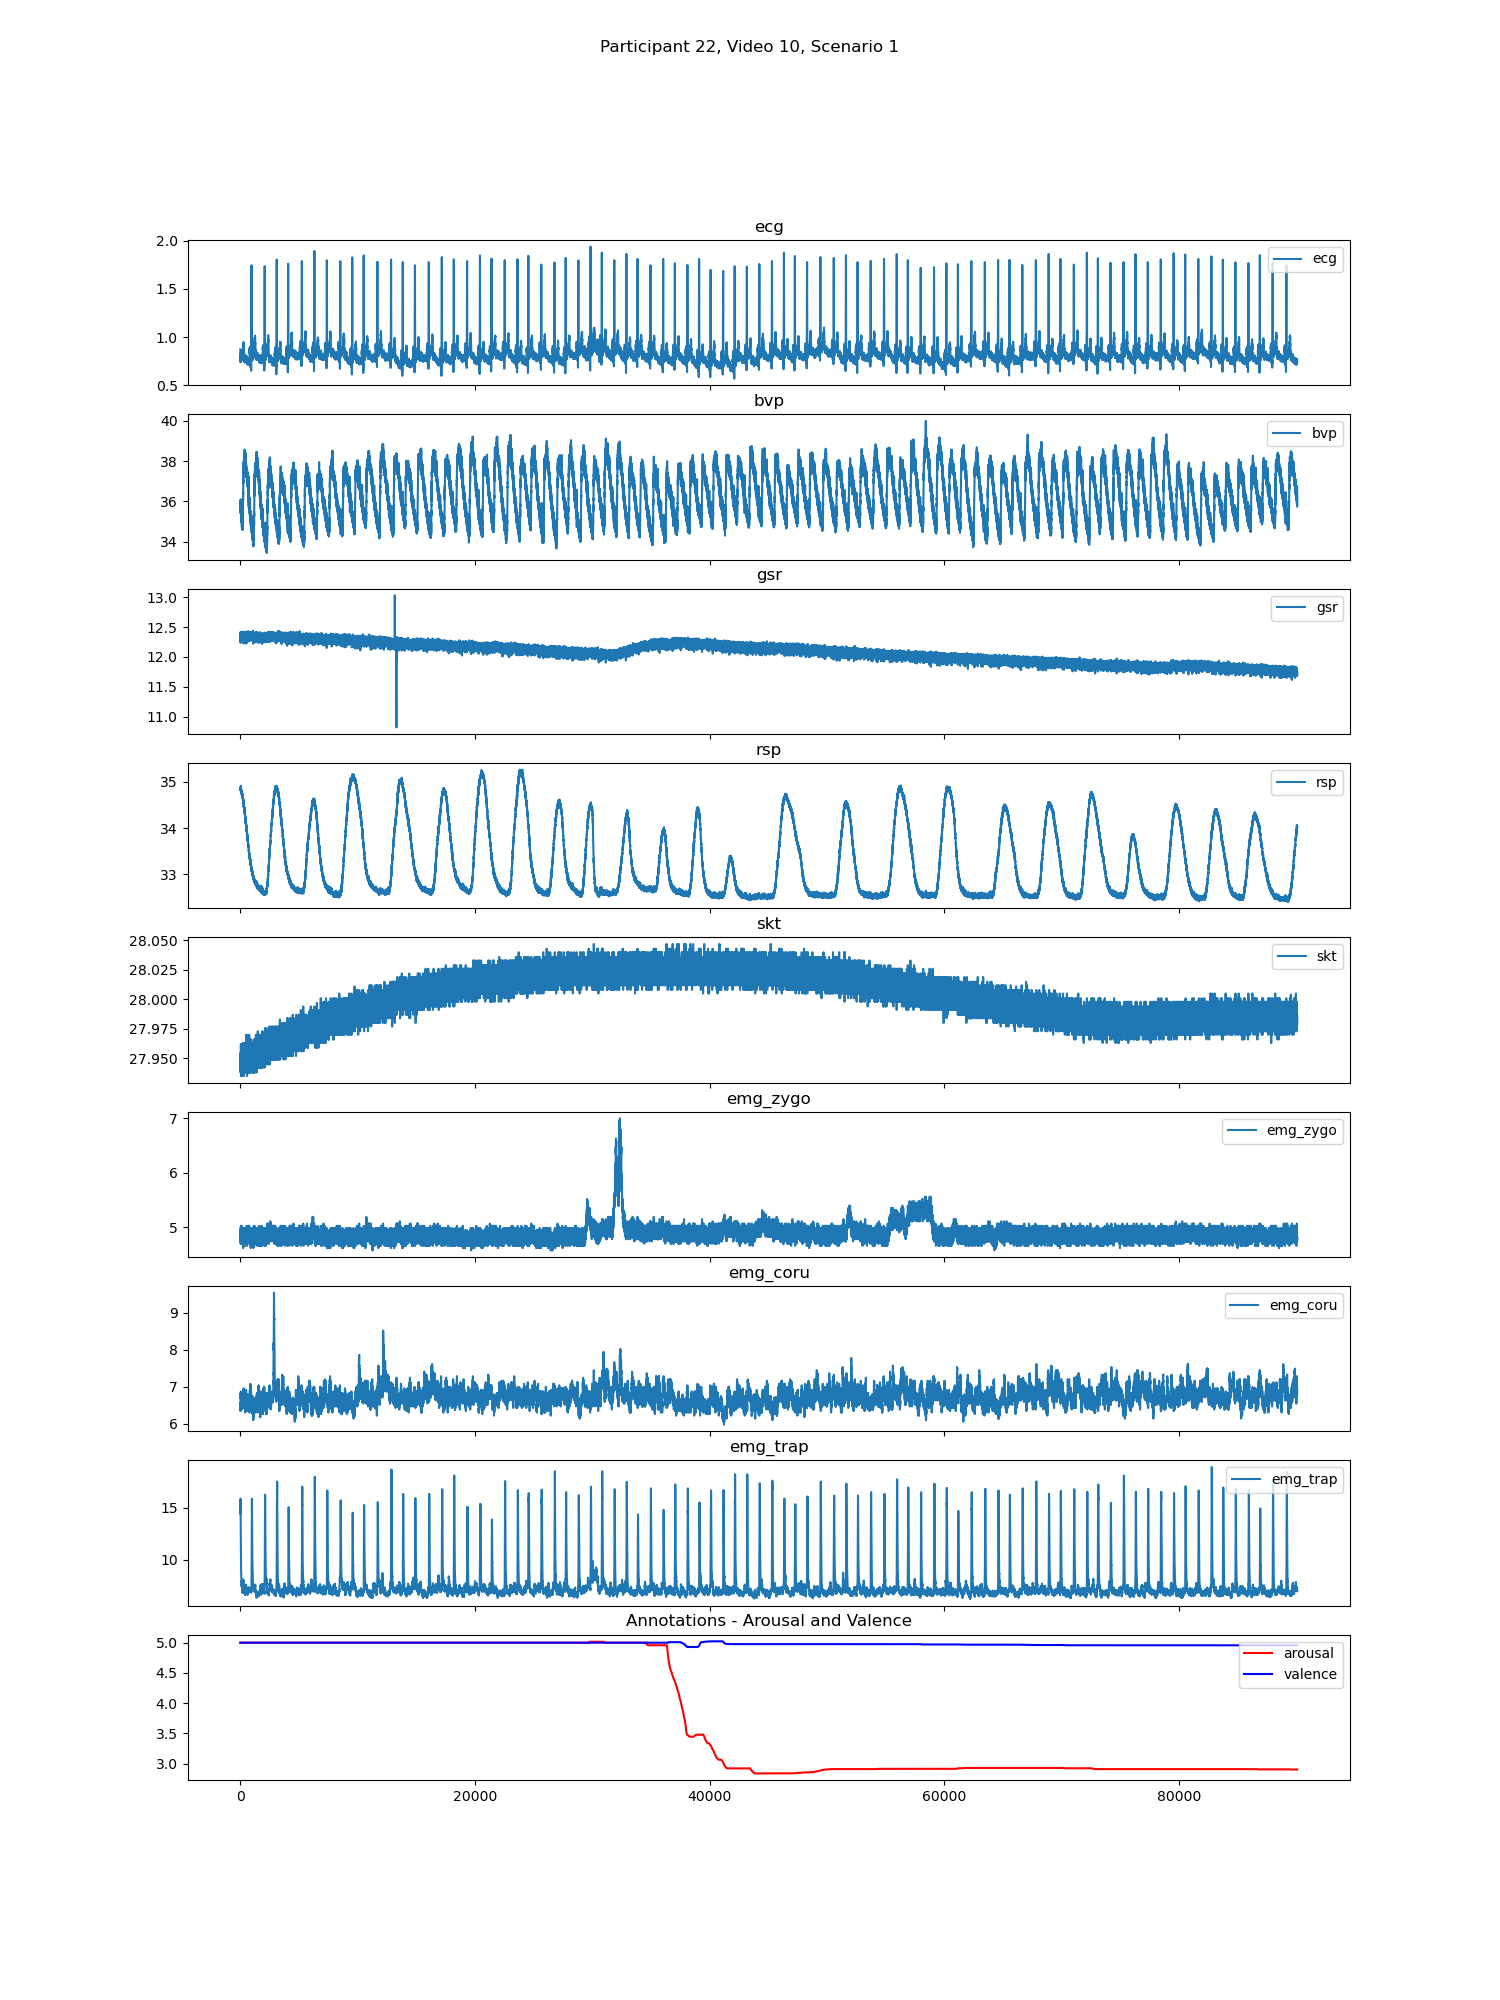 Participant 22, Video 10, Scenario 1
ecg
2.0
1.5
1.0
0.5
ecg
bvp
40
38
36
34
bvp
gsr
13.0
12.5
12.0
11.5
11.0
gsr
rsp
35
34
33
rsp
skt
28.050
28.025
28.000
27.975
27.950
skt
emg_zygo
7
6
5
emg_zygo
emg_coru
9
8
7
6
emg_coru
emg_trap
15
10
emg_trap
Annotations - Arousal and Valence
5.0
4.5
4.0
3.5
3.0
arousal
valence
0 20000 40000 60000 80000